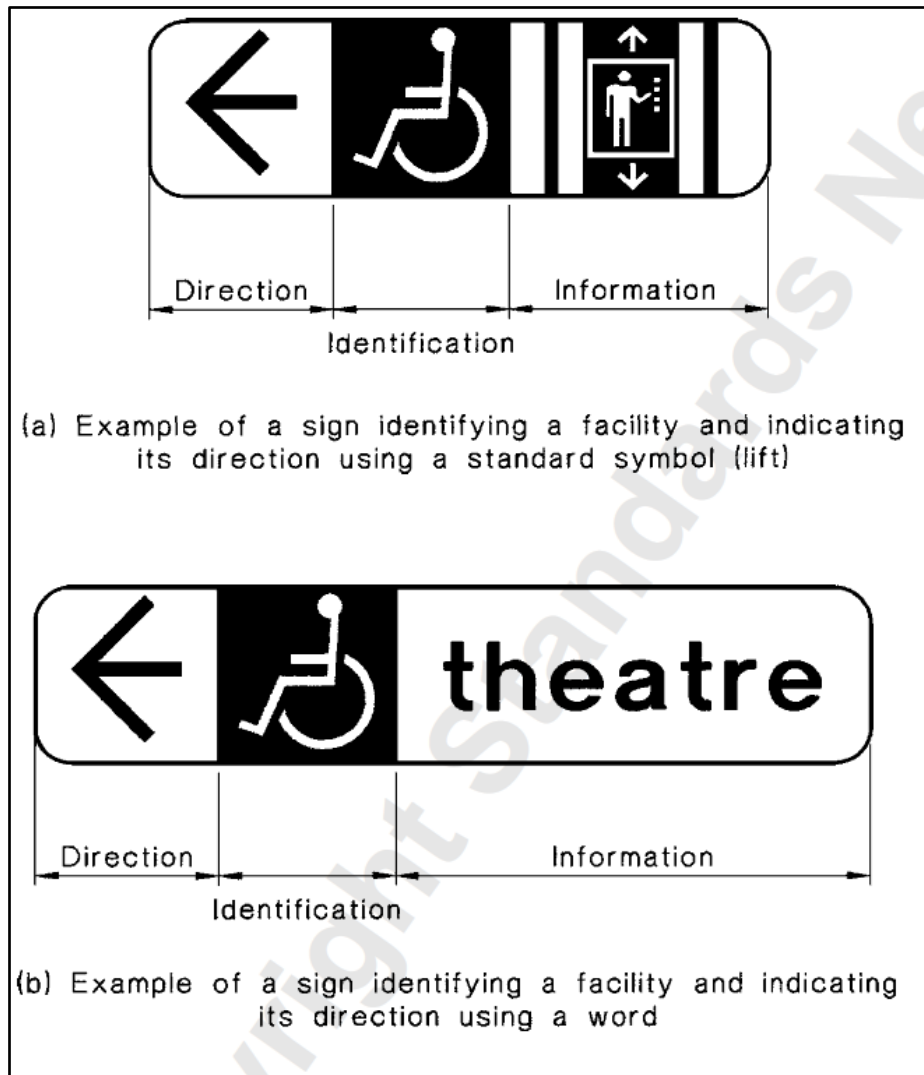 Direction
Information
Identification
(a) Example of a sign identifying a facility and indicating
its direction using a standard symbol (lift)
theatre
Direction
Information
Identification
(b) Example of a sign identifying a facility and indicating
its direction using a word